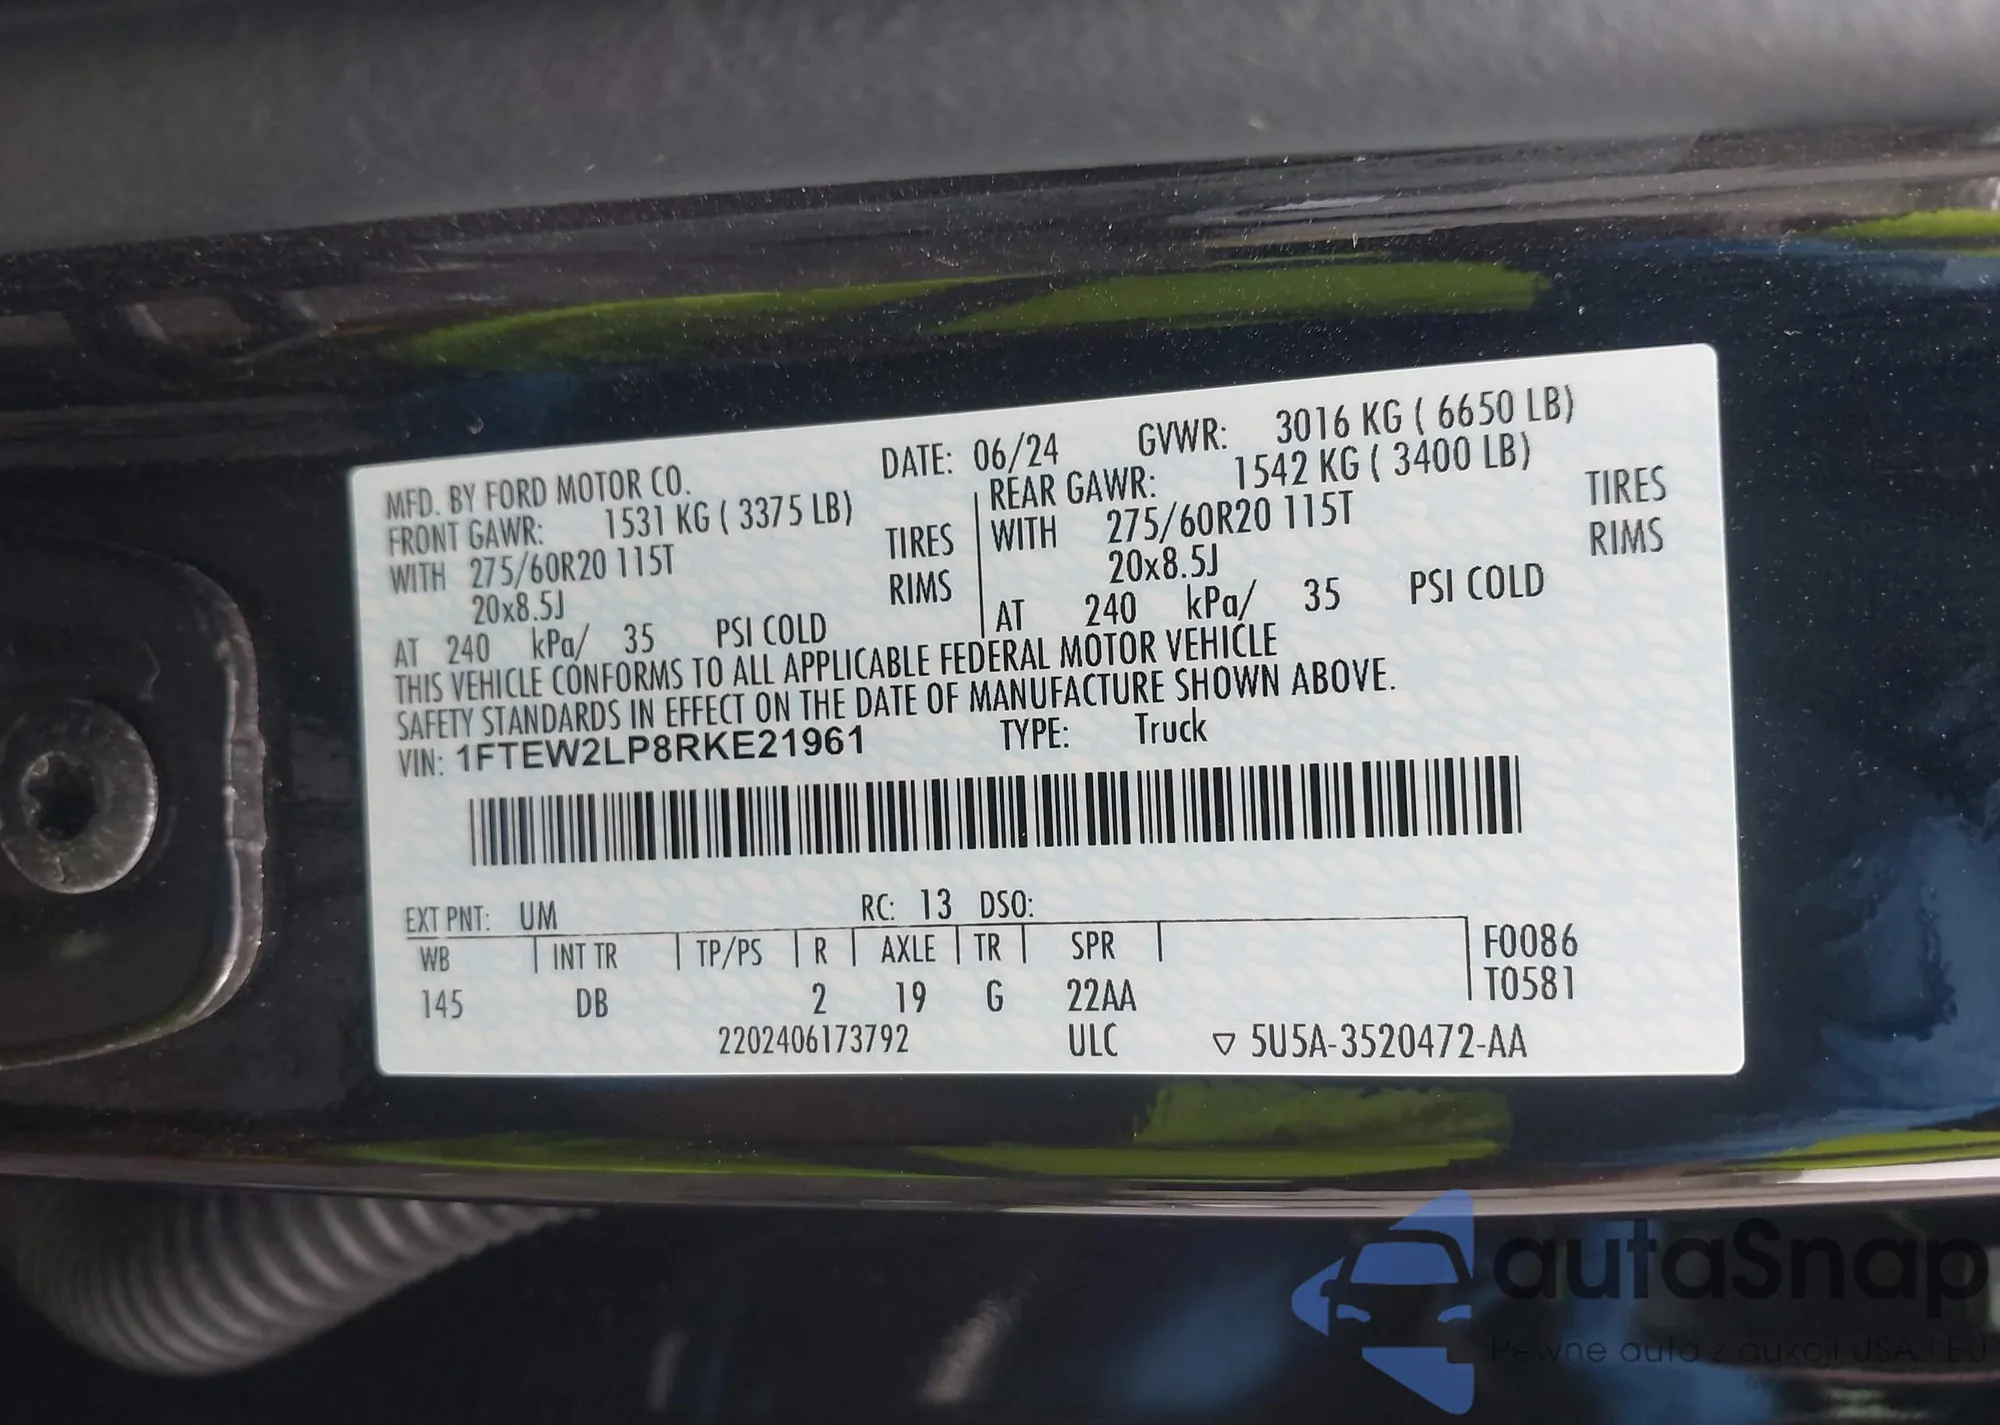 MFD. BY FORD MOTOR CO. DATE: 06/24 GVWR: 3016 KG ( 6650 LB)
FRONT GAWR: 1531 KG ( 3375 LB) REAR GAWR: 1542 KG ( 3400 LB)
WITH 275/60R20 115T TIRES WITH 275/60R20 115T TIRES
20x8.5J RIMS 20x8.5J RIMS
AT 240 kPa/ 35 PSI COLD AT 240 kPa/ 35 PSI COLD
THIS VEHICLE CONFORMS TO ALL APPLICABLE FEDERAL MOTOR VEHICLE
SAFETY STANDARDS IN EFFECT ON THE DATE OF MANUFACTURE SHOWN ABOVE.
VIN: 1FTEW2LP8RKE21961 TYPE: Truck
EXT PNT: UM RC: 13 DSO:
WB INT TR TP/PS R AXLE TR SPR F0086
145 DB 2 19 G 22AA T0581
2202406173792 ULC ▽ 5U5A-3520472-AA
autaSnap
Pewne auta z aukcji USA i EU